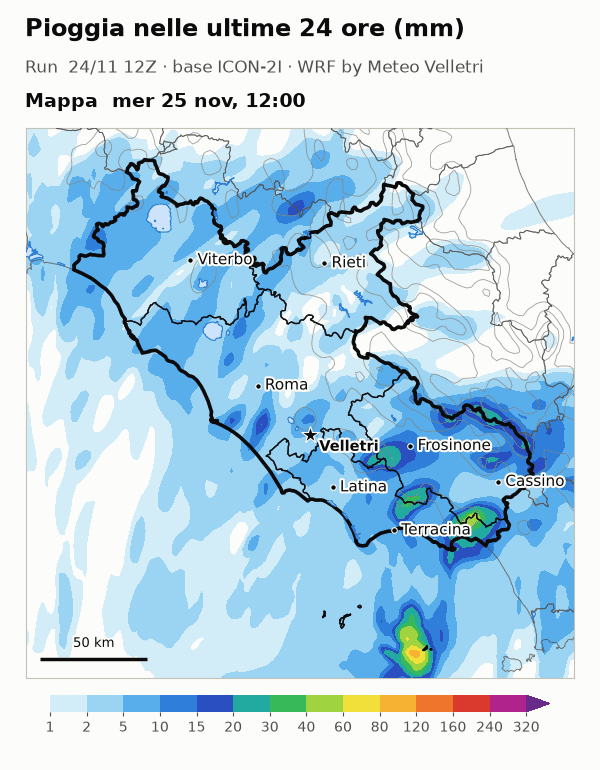 Pioggia nelle ultime 24 ore (mm)
Run  24/11 12Z · base ICON-2I · WRF by Meteo Velletri
Mappa  mer 25 nov, 12:00
Viterbo
Rieti
Roma
Velletri
Frosinone
Latina
Cassino
Terracina
50 km
1 2 5 10 15 20 30 40 60 80 120 160 240 320